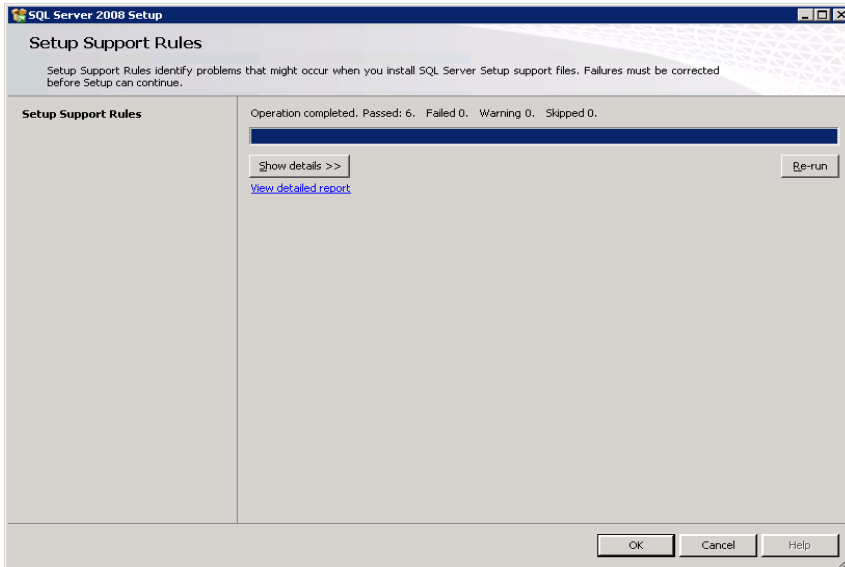 SQL Server 2008 Setup
Setup Support Rules
Setup Support Rules identify problems that might occur when you install SQL Server Setup support files. Failures must be corrected
before Setup can continue.
Setup Support Rules
Operation completed. Passed: 6. Failed 0. Warning 0. Skipped 0.
Show details >>
Re-run
View detailed report
OK
Cancel
Help